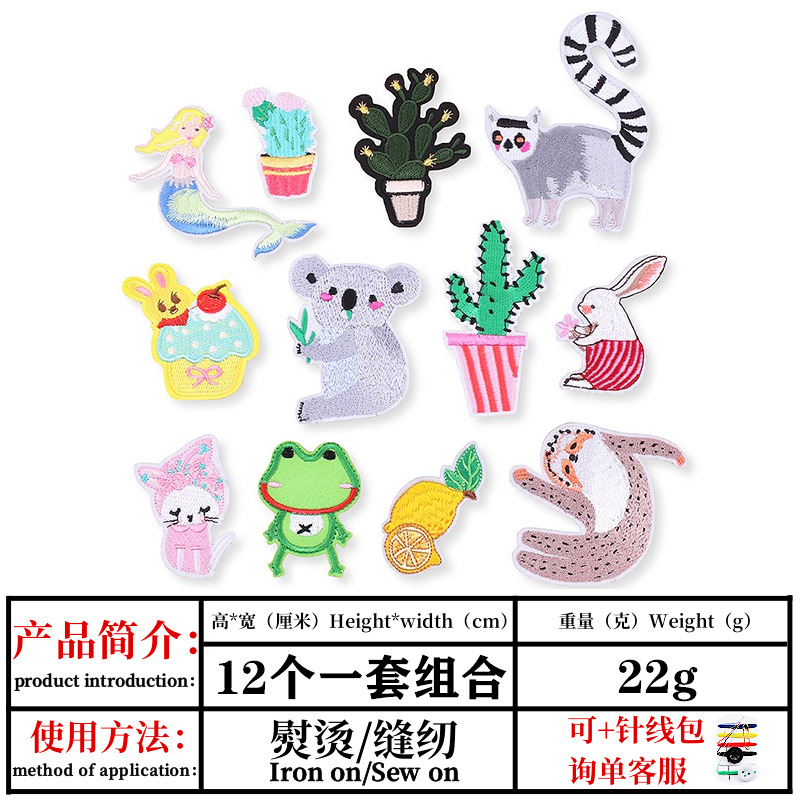 产品简介：
product introduction：
高*宽（厘米）Height*width（cm）
12个一套组合
重量（克）Weight（g）
22g
使用方法：
method of application：
熨烫/缝纫
Iron on/Sew on
可+针线包
询单客服